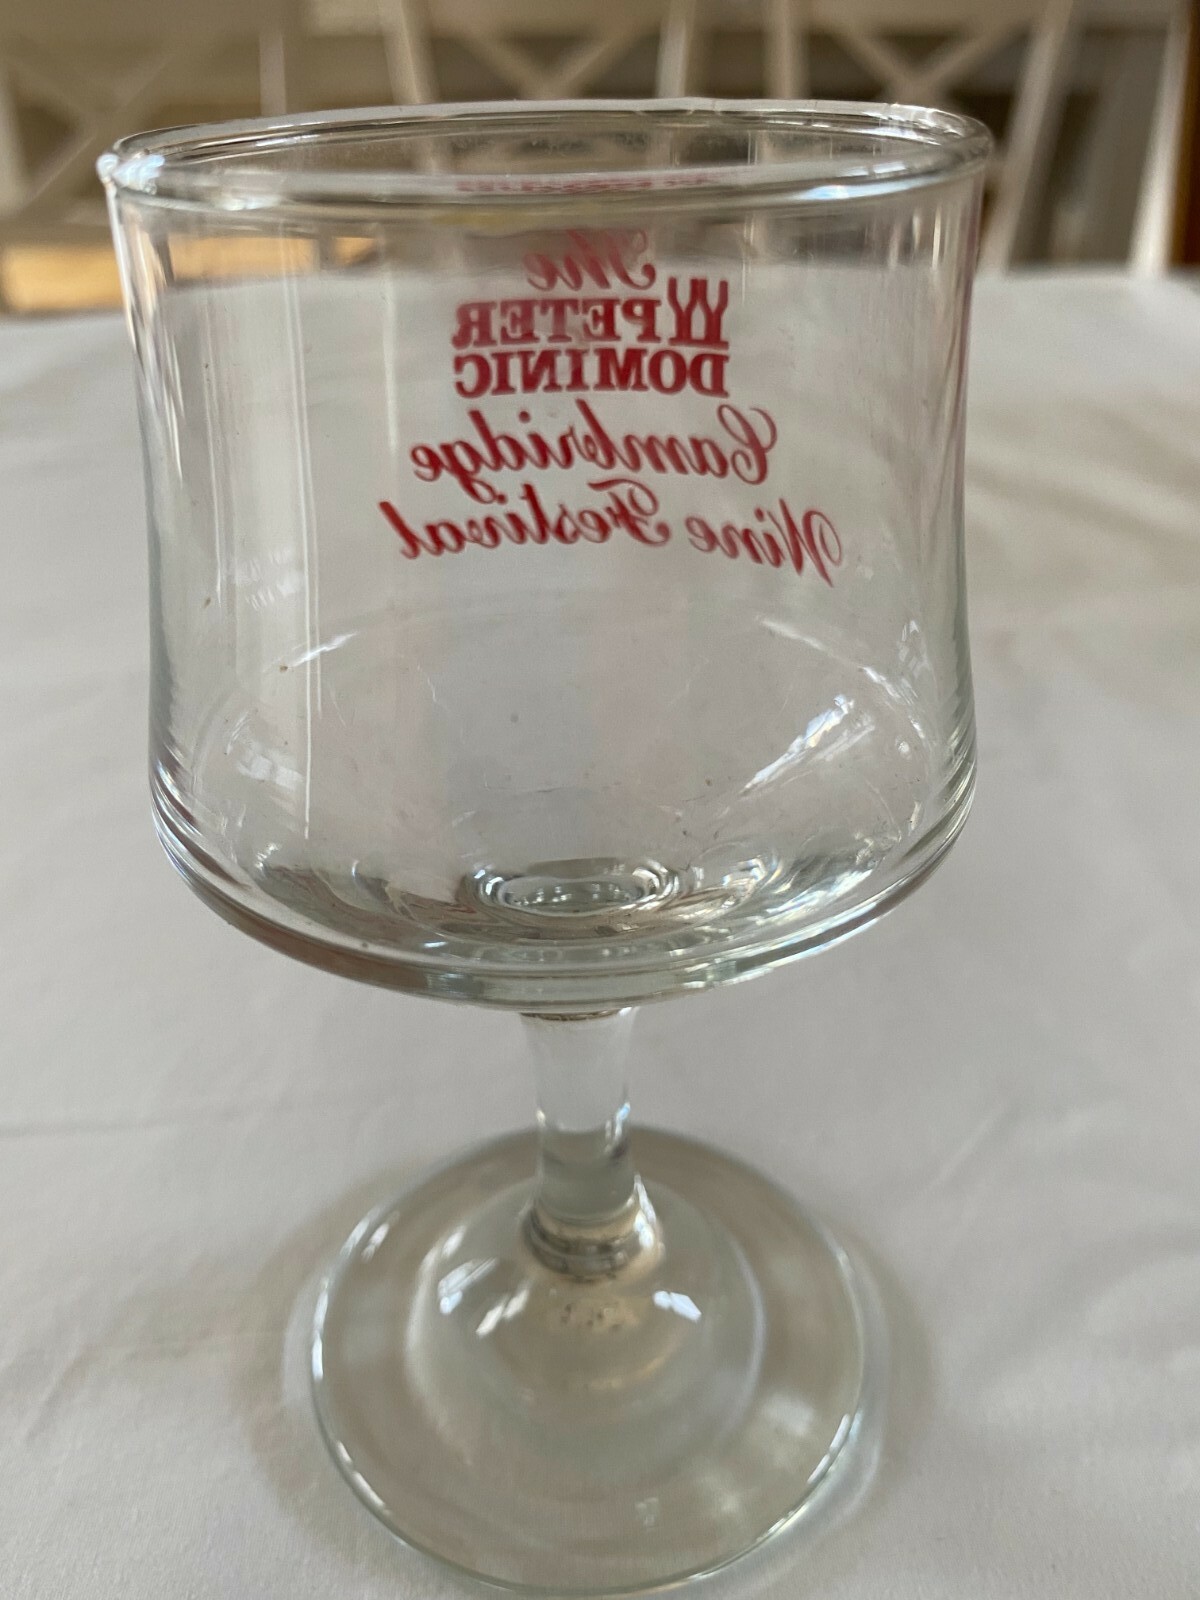 The
PETER
DOMINIC
Cambridge
Wine Festival